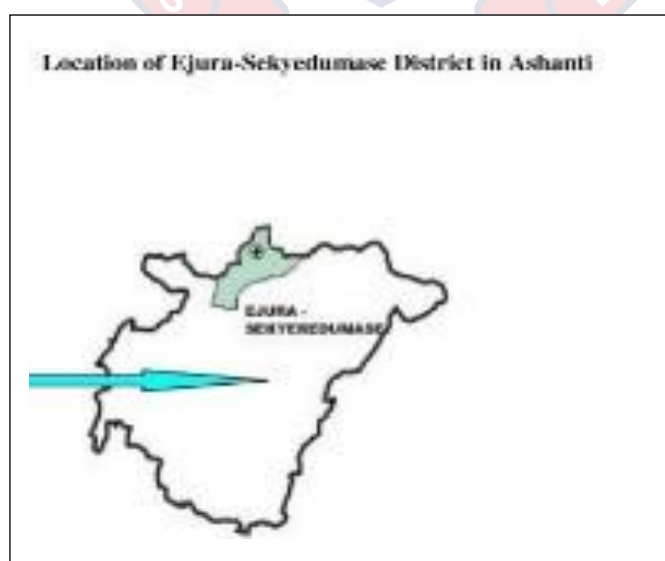 Location of Ejura-Sekyedumase District in Ashanti
EJURA -
SEKYEREDUMASE